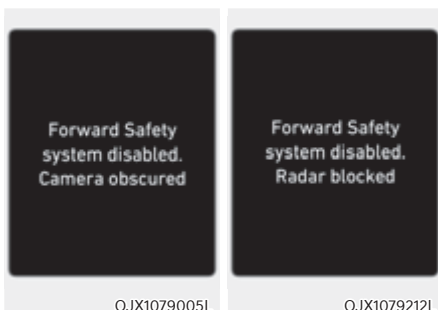 Forward Safety
system disabled.
Camera obscured
OJX1079005L
Forward Safety
system disabled.
Radar blocked
OJX1079212L